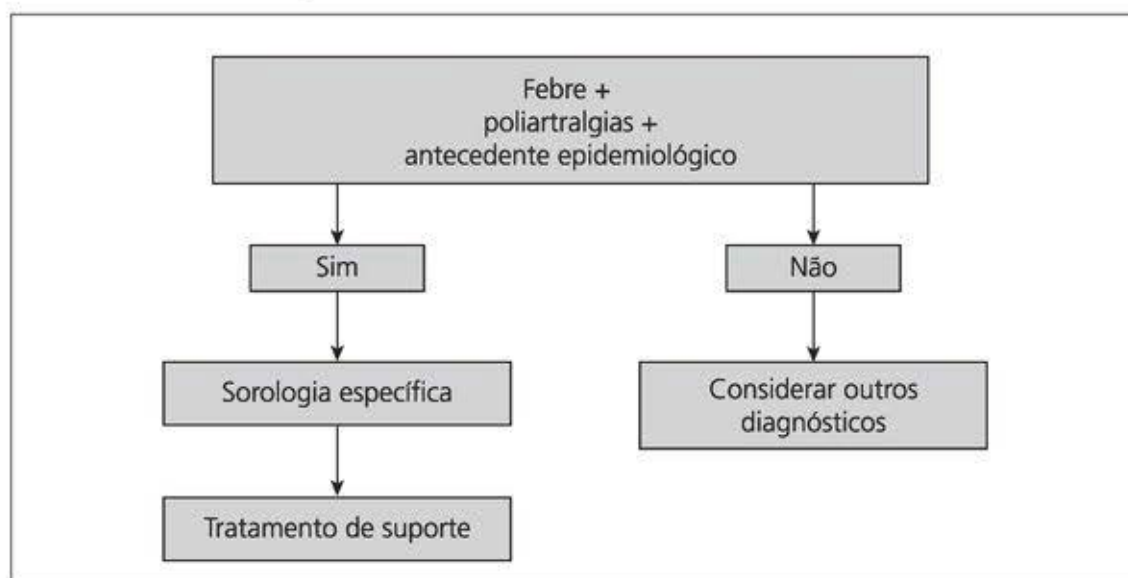 Febre +
poliartralgias +
antecedente epidemiológico
Sim
Não
Sorologia específica
Considerar outros
diagnósticos
Tratamento de suporte